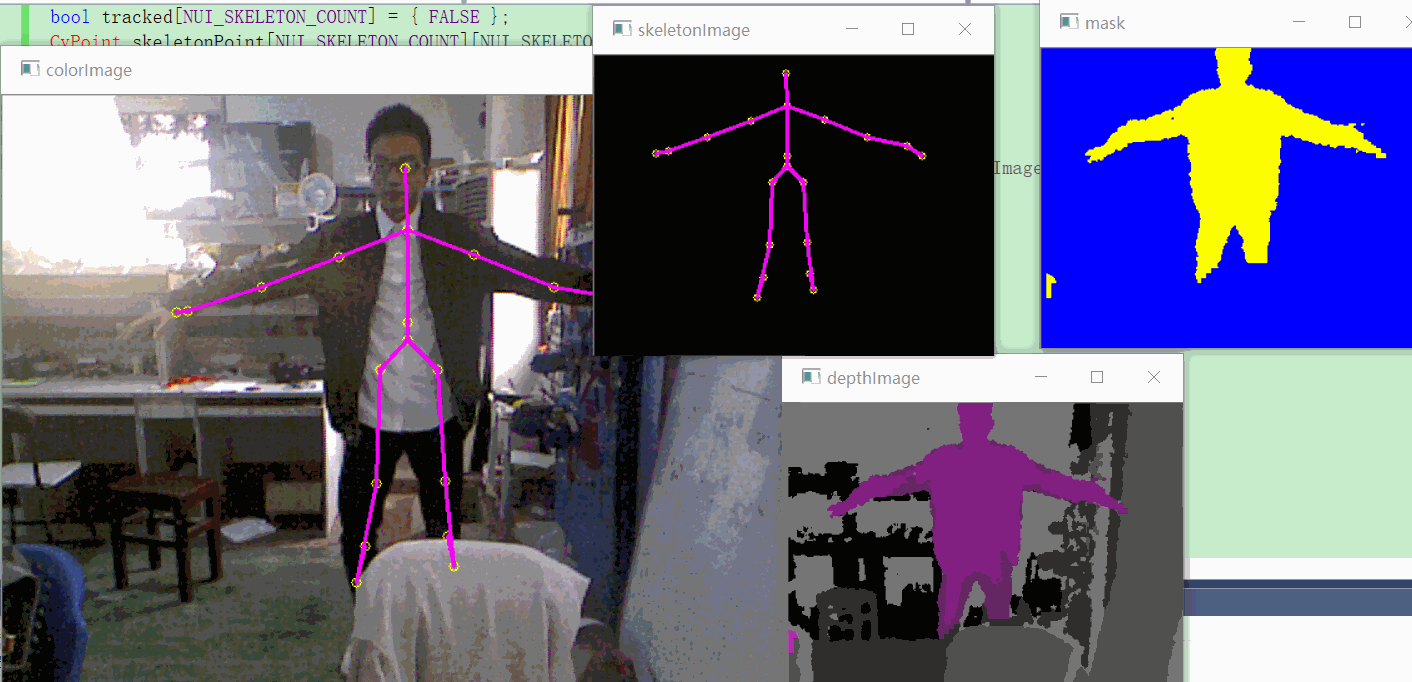 bool tracked[NUI_SKELETON_COUNT] = { FALSE };
CvPoint skeletonPoint[NUI_SKELETON_COUNT][NUI_SKELETO
skeletonImage
mask
colorImage
Image
depthImage